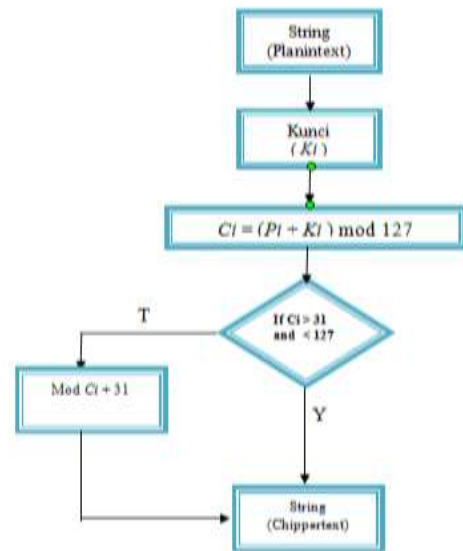 String
(Planintext)
Kunci
(Ki)
Ci = (Pi + Ki) mod 127
If Ci > 31
and < 127
T
Mod Ci + 31
Y
String
(Chippertext)